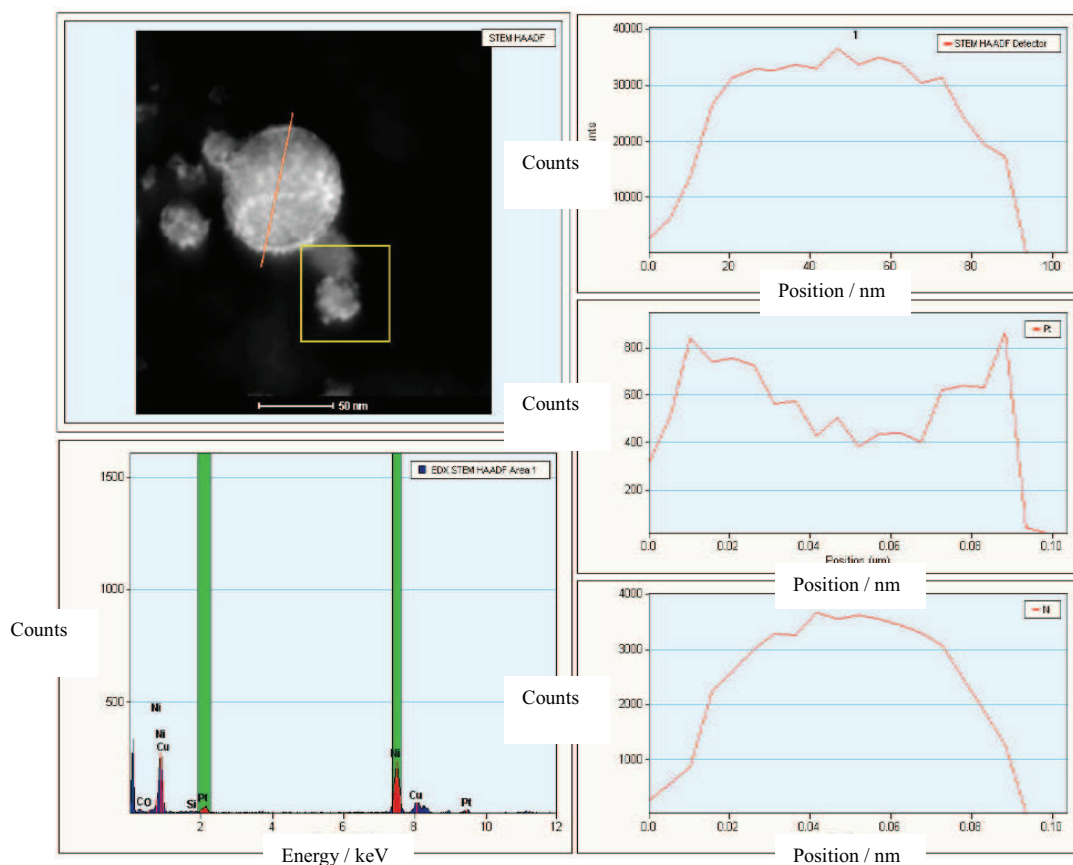 STEM HAADF
50 nm
EDX STEM HAADF Area 1
1500
1000
500
Counts
Ni
Ni
Cu
C O
Si
Pt
Ni
Cu
Pt
2 4 6 8 10 12
Energy / keV
1
STEM HAADF Detector
40000
30000
20000
10000
Counts
0.0 20 40 60 80 100
Position / nm
Pt
800
600
400
200
Counts
0.0 0.02 0.04 0.06 0.08 0.10
Position (um)
Position / nm
Ni
4000
3000
2000
1000
Counts
0.0 0.02 0.04 0.06 0.08 0.10
Position / nm